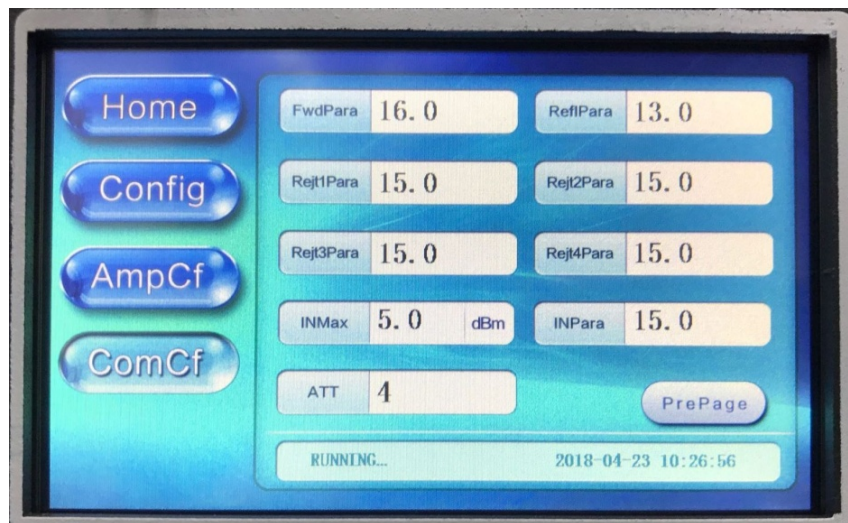 Home
Config
AmpCf
ComCf
FwdPara 16.0 ReflPara 13.0
Rejt1Para 15.0 Rejt2Para 15.0
Rejt3Para 15.0 Rejt4Para 15.0
INMax 5.0 dBm INPara 15.0
ATT 4
PrePage
RUNNING... 2018-04-23 10:26:56